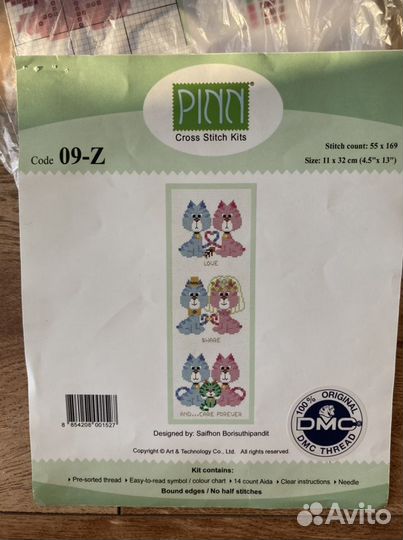 PINN®
Cross Stitch Kits
Code 09-Z
Stitch count: 55 x 169
Size: 11 x 32 cm (4.5"x 13")
LOVE
SHARE
AND...CARE FOREVER
8 854208 001527
100% ORIGINAL
DMC
DMC THREAD
Designed by: Saifhon Borisuthipandit
Copyright © Art & Technology Co., Ltd. All rights reserved.
Kit contains:
• Pre-sorted thread • Easy-to-read symbol / colour chart • 14 count Aida • Clear instructions • Needle
Bound edges / No half stitches
Avito